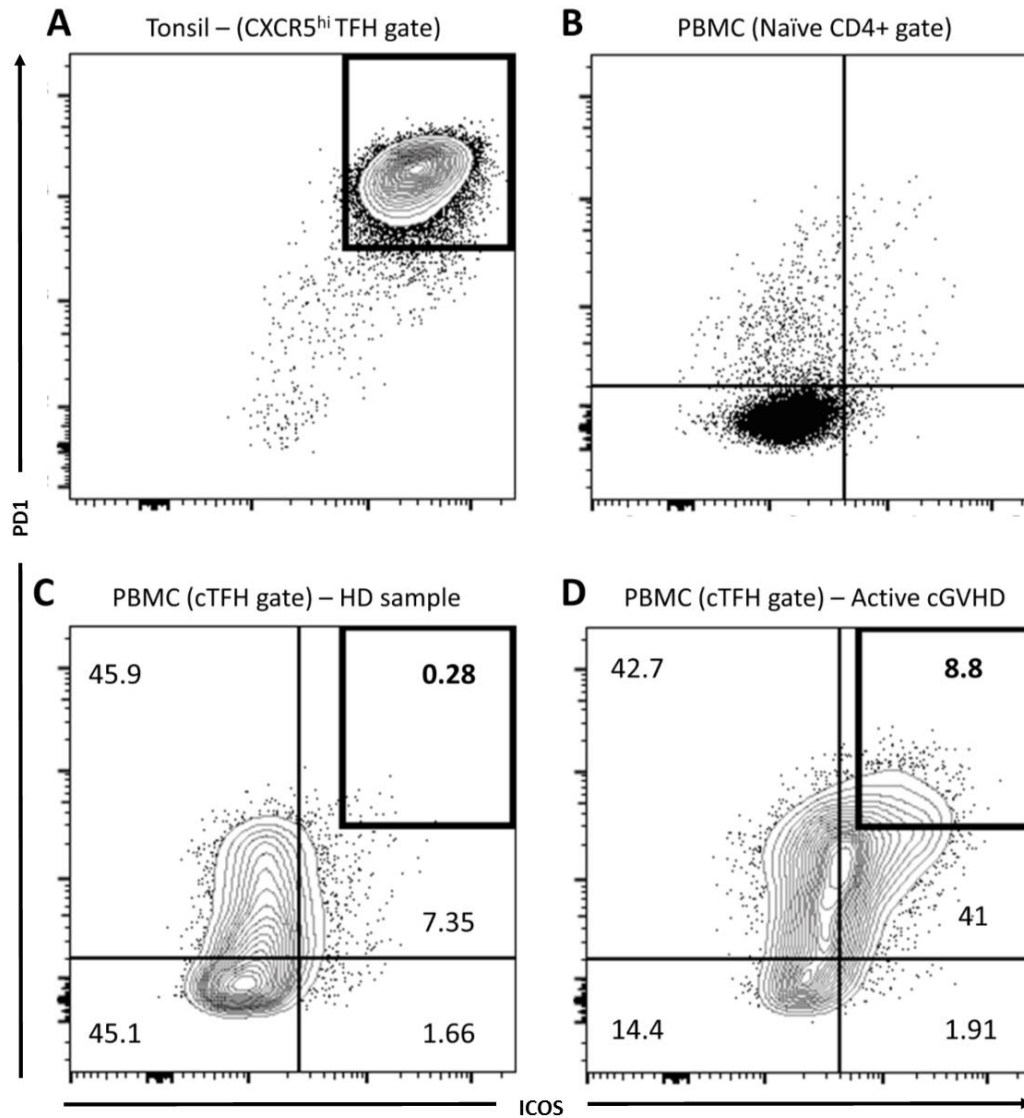 A
Tonsil – (CXCR5hi TFH gate)
B
PBMC (Naïve CD4+ gate)
PD1
C
PBMC (cTFH gate) – HD sample
D
PBMC (cTFH gate) – Active cGVHD
45.9
0.28
7.35
45.1
1.66
42.7
8.8
41
14.4
1.91
ICOS